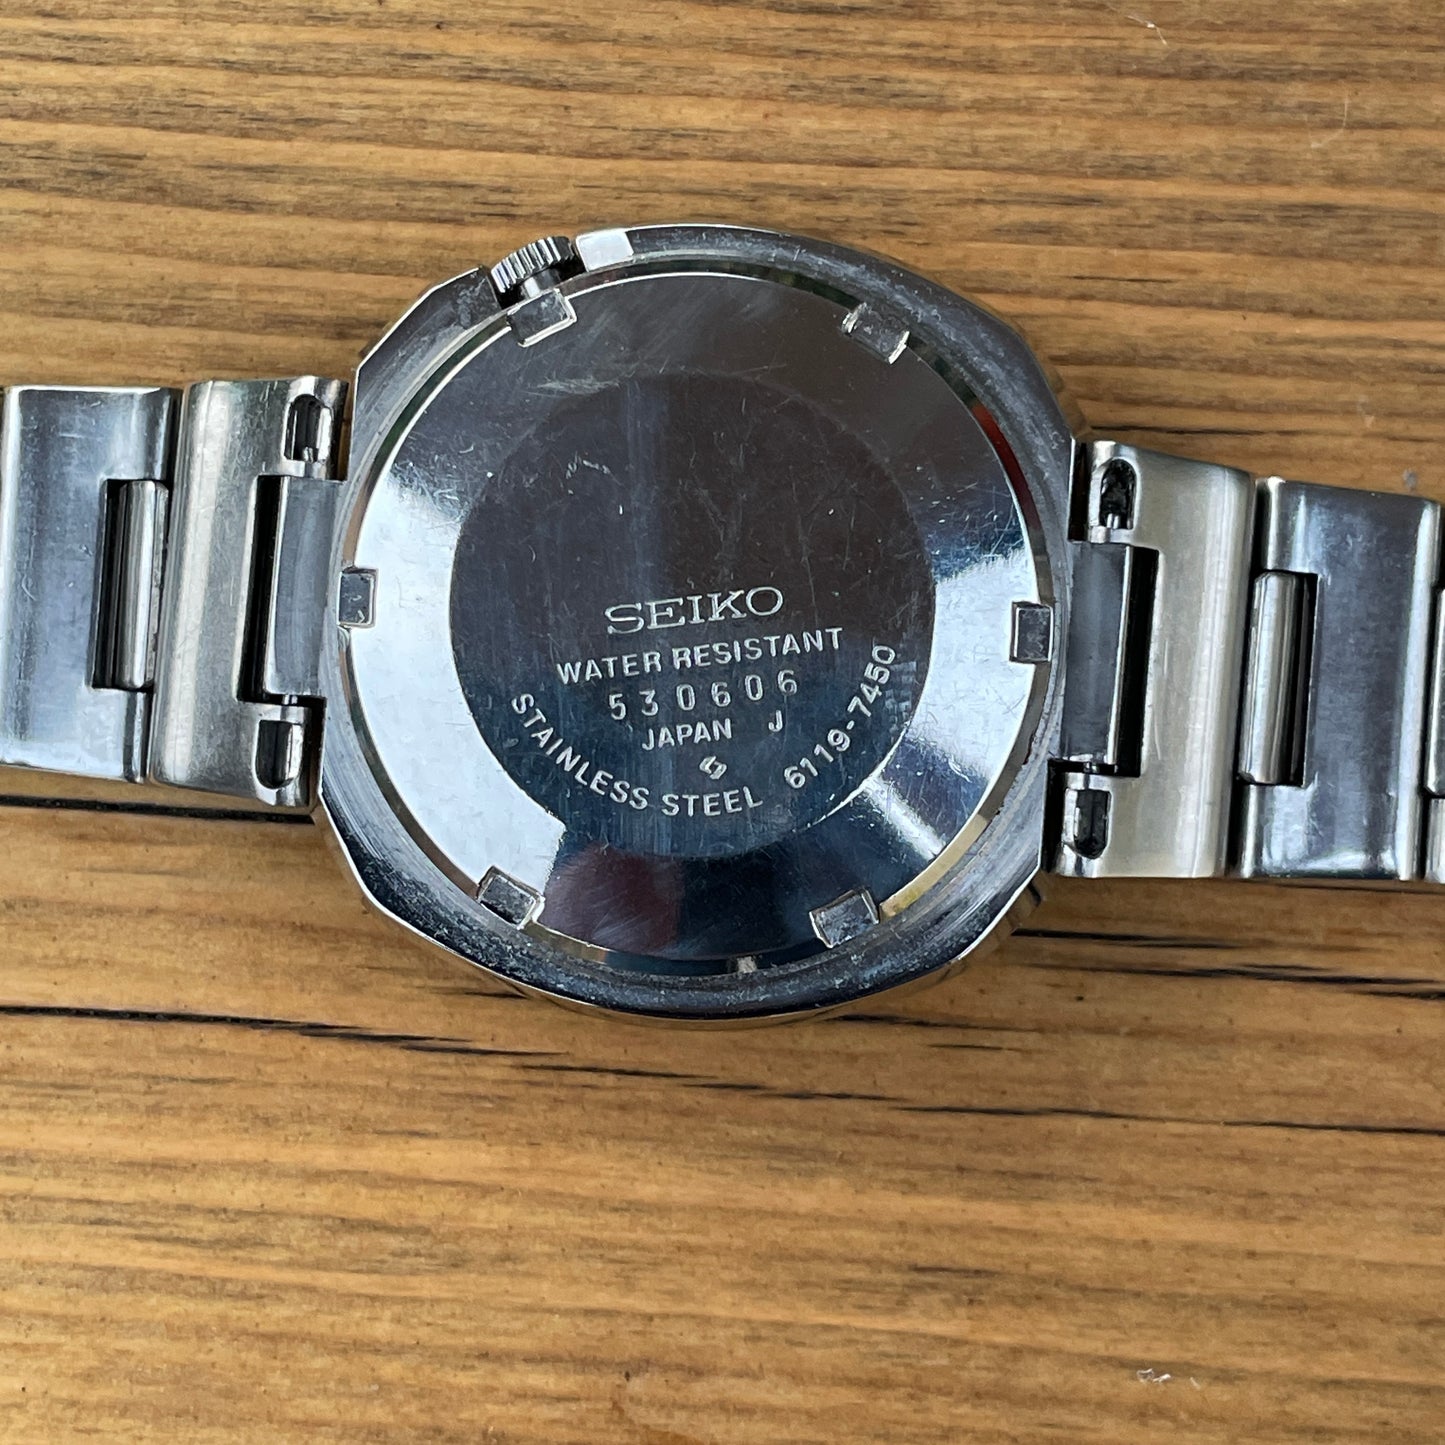 SEIKO
WATER RESISTANT
530606
JAPAN J
STAINLESS STEEL 6119-7450